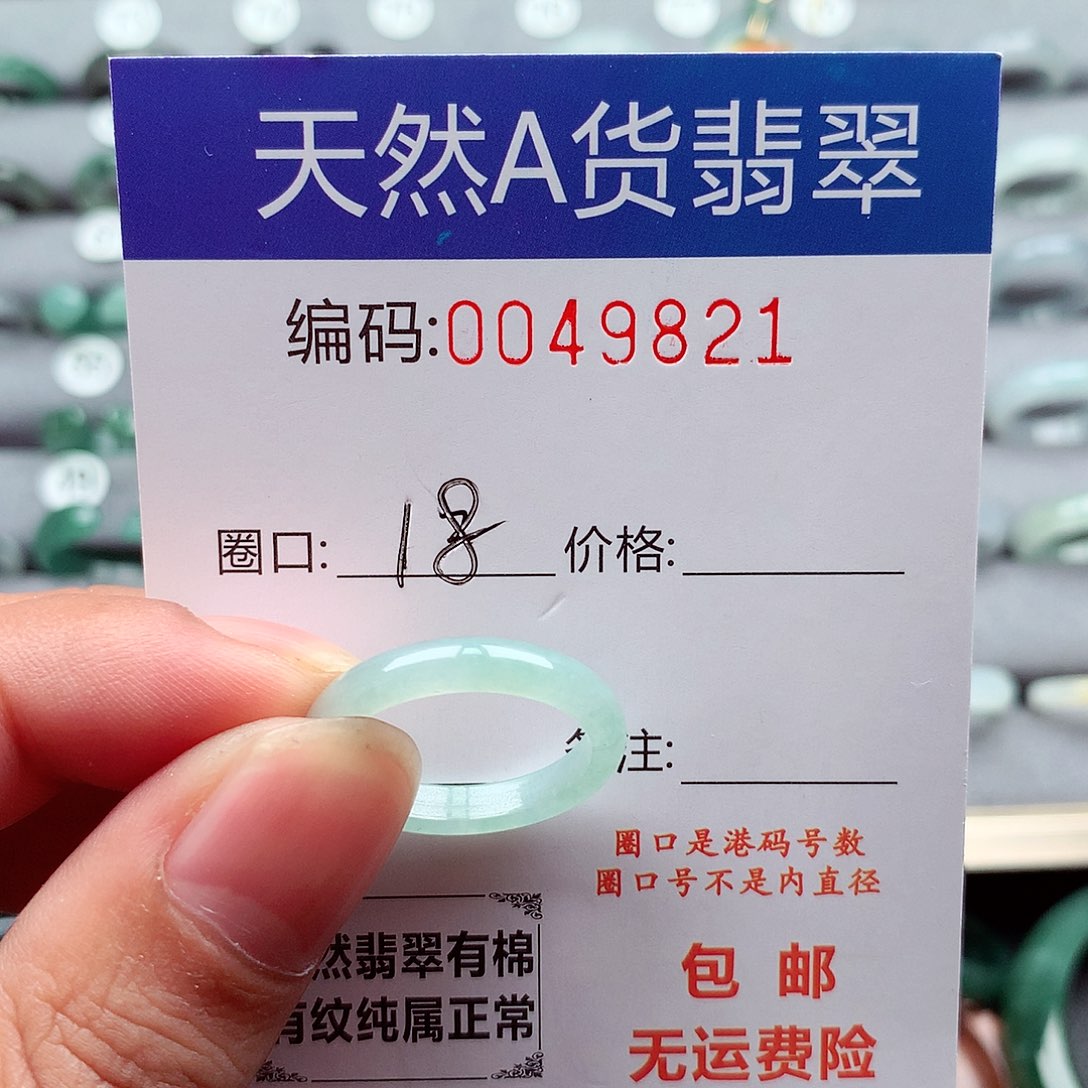 天然A货翡翠
编码:0049821
圈口: 18 价格:
注:
圈口是港码号数
圈口号不是内直径
然翡翠有棉
有纹纯属正常
包 邮
无运费险